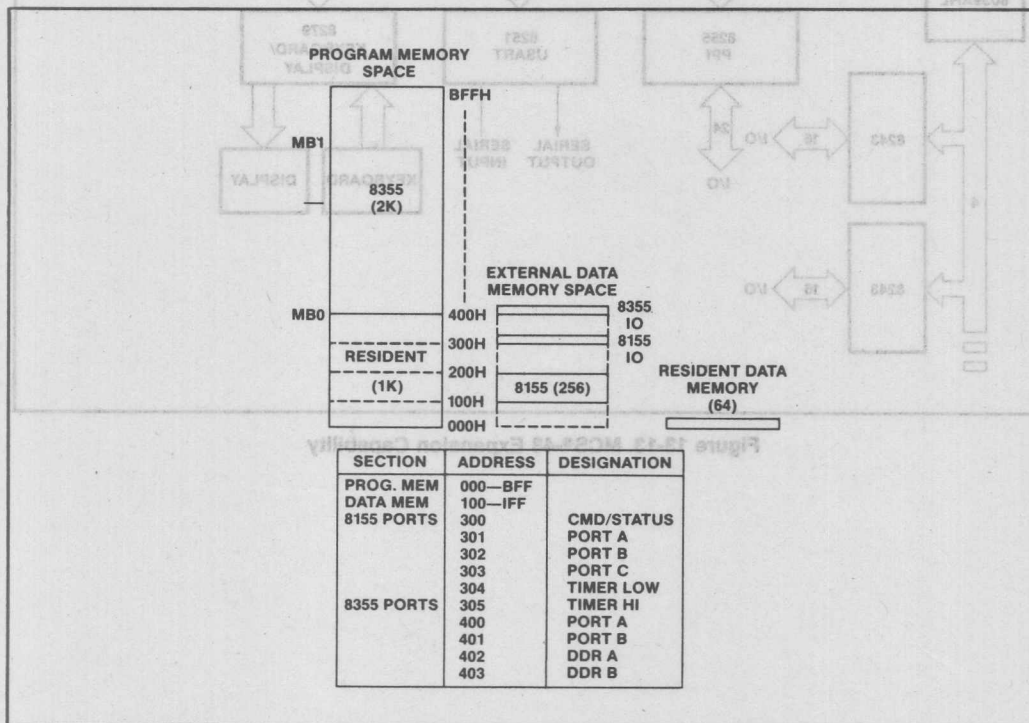 PROGRAM MEMORY
SPACE
BFFH
MB1
8355
(2K)
EXTERNAL DATA
MEMORY SPACE
MB0
400H
8355
IO
300H
8155
IO
RESIDENT
200H
(1K)
8155 (256)
RESIDENT DATA
MEMORY
(64)
100H
000H
SECTION ADDRESS DESIGNATION
PROG. MEM 000—BFF
DATA MEM 100—IFF
8155 PORTS 300 CMD/STATUS
301 PORT A
302 PORT B
303 PORT C
304 TIMER LOW
8355 PORTS 305 TIMER HI
400 PORT A
401 PORT B
402 DDR A
403 DDR B